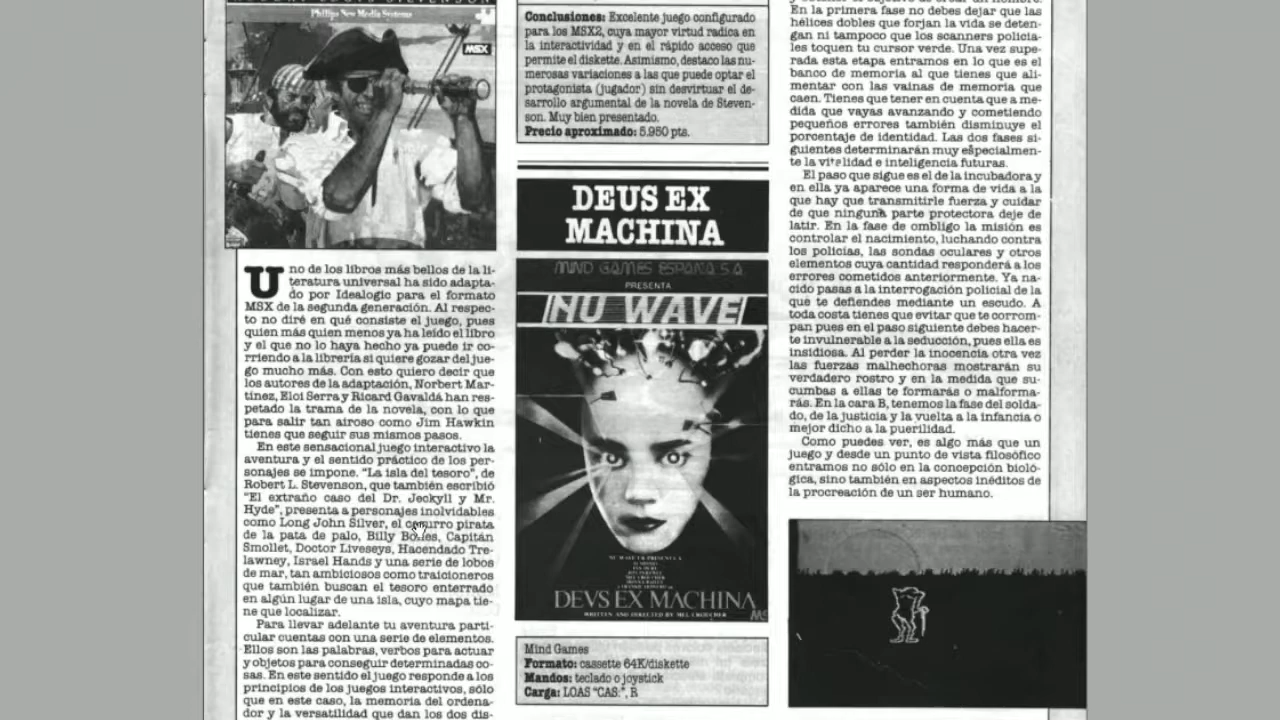 ROBERT LOUIS STEVENSON
Philips New Media Systems
MSX
Uno de los libros más bellos de la li-
teratura universal ha sido adapta-
do por Idealogic para el formato
MSX de la segunda generación. Al respec-
to no diré en qué consiste el juego, pues
quien más quien menos ya ha leído el libro
y el que no lo haya hecho ya puede ir co-
rriendo a la librería si quiere gozar del jue-
go mucho más. Con esto quiero decir que
los autores de la adaptación, Norbert Mar-
tínez, Eloi Serra y Ricard Gavaldá han res-
petado la trama de la novela, con lo que
para salir tan airoso como Jim Hawkin
tienes que seguir sus mismos pasos.
En este sensacional juego interactivo la
aventura y el sentido práctico de los per-
sonajes se impone. "La isla del tesoro", de
Robert L. Stevenson, que también escribió
"El extraño caso del Dr. Jeckyll y Mr.
Hyde", presenta a personajes inolvidables
como Long John Silver, el pirata
de la pata de palo, Billy Capitán
Smollet, Doctor Liveseys, Hacendado Tre-
lawney, Israel Hands y una serie de lobos
de mar, tan ambiciosos como traicioneros
que también buscan el tesoro enterrado
en algún lugar de una isla, cuyo mapa tie-
ne que localizar.
Para llevar adelante tu aventura parti-
cular cuentas con una serie de elementos.
Ellos son las palabras, verbos para actuar
y objetos para conseguir determinadas co-
sas. En este sentido el juego responde a los
principios de los juegos interactivos, sólo
que en este caso, la memoria del ordena-
dor y la versatilidad que dan los dos dis-
Conclusiones: Excelente juego configurado
para los MSX2, cuya mayor virtud radica en
la interactividad y en el rápido acceso que
permite el diskette. Asimismo, destaco las nu-
merosas variaciones a las que puede optar el
protagonista (jugador) sin desvirtuar el de-
sarrollo argumental de la novela de Steven-
son. Muy bien presentado.
Precio aproximado: 5.950 pts.
DEUS EX
MACHINA
MIND GAMES ESPAÑA S.A.
PRESENTA
NU WAVE
NU WAVE PRESENTA A
DEVS EX MACHINA
WRITTEN AND DIRECTED BY MEL CROUCHER
Mind Games
Formato: cassette 64K/diskette
Mandos: teclado o joystick
Carga: LOAS "CAS:", R
En la primera fase no debes dejar que las
hélices dobles que forjan la vida se deten-
gan ni tampoco que los scanners policia-
les toquen tu cursor verde. Una vez supe-
rada esta etapa entramos en lo que es el
banco de memoria al que tienes que ali-
mentar con las vainas de memoria que
caen. Tienes que tener en cuenta que a me-
dida que vayas avanzando y cometiendo
pequeños errores también disminuye el
porcentaje de identidad. Las dos fases si-
guientes determinarán muy especialmen-
te la vitalidad e inteligencia futuras.
El paso que sigue es el de la incubadora y
en ella ya aparece una forma de vida a la
que hay que transmitirle fuerza y cuidar
de que ninguna parte protectora deje de
latir. En la fase de ombligo la misión es
controlar el nacimiento, luchando contra
los policías, las sondas oculares y otros
elementos cuya cantidad responderá a los
errores cometidos anteriormente. Ya na-
cido pasas a la interrogación policial de la
que te defiendes mediante un escudo. A
toda costa tienes que evitar que te corrom-
pan pues en el paso siguiente debes hacer-
te invulnerable a la seducción, pues ella es
insidiosa. Al perder la inocencia otra vez
las fuerzas malhechoras mostrarán su
verdadero rostro y en la medida que su-
cumbas a ellas te formarás o malforma-
rás. En la cara B, tenemos la fase del solda-
do, de la justicia y la vuelta a la infancia o
mejor dicho a la puerilidad.
Como puedes ver, es algo más que un
juego y desde un punto de vista filosófico
entramos no sólo en la concepción bioló-
gica, sino también en aspectos inéditos de
la procreación de un ser humano.